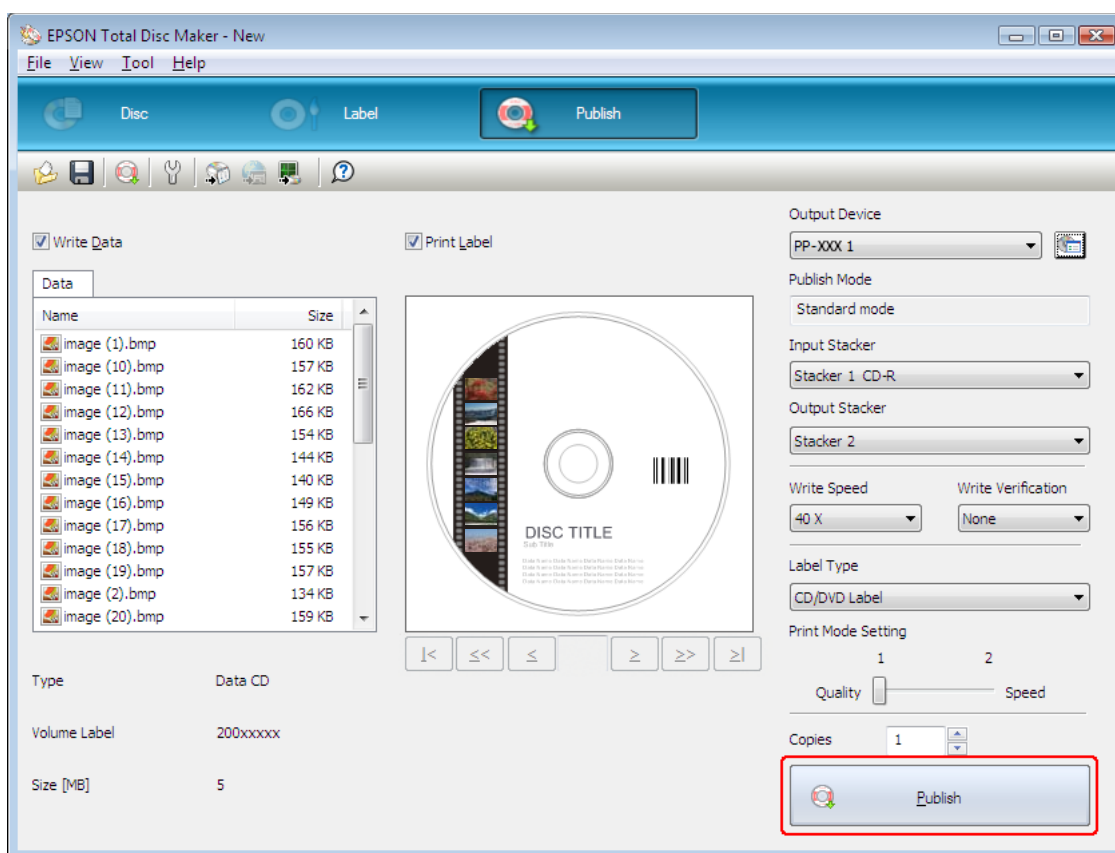 EPSON Total Disc Maker - New
File View Tool Help
Disc Label Publish
Write Data
Data
Name Size
image (1).bmp 160 KB
image (10).bmp 157 KB
image (11).bmp 162 KB
image (12).bmp 166 KB
image (13).bmp 154 KB
image (14).bmp 144 KB
image (15).bmp 140 KB
image (16).bmp 149 KB
image (17).bmp 156 KB
image (18).bmp 155 KB
image (19).bmp 157 KB
image (2).bmp 134 KB
image (20).bmp 159 KB
Type Data CD
Volume Label 200xxxxx
Size [MB] 5
Print Label
DISC TITLE
Sub Title
|< << < > >> >|
Output Device
PP-XXX 1
Publish Mode
Standard mode
Input Stacker
Stacker 1 CD-R
Output Stacker
Stacker 2
Write Speed Write Verification
40 X None
Label Type
CD/DVD Label
Print Mode Setting
1 2
Quality Speed
Copies 1
Publish